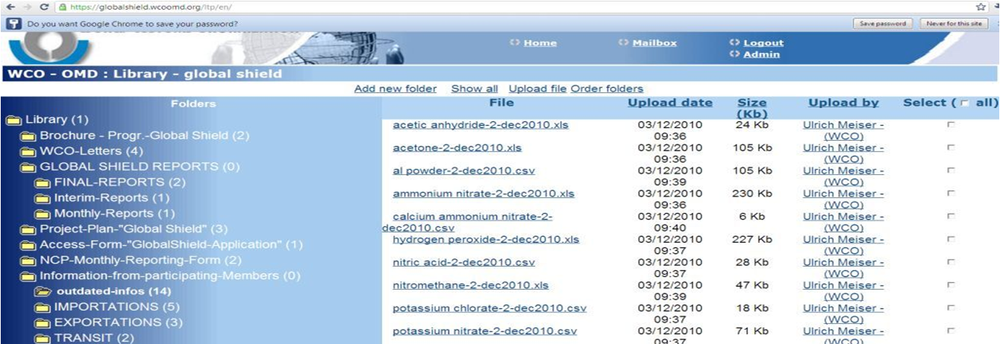 https://globalshield.wcoomd.org/ltp/en/
Do you want Google Chrome to save your password?
Save password
Never for this site
Home
Mailbox
Logout
Admin
WCO - OMD : Library - global shield
Add new folder Show all Upload file Order folders
Folders
Library (1)
Brochure - Progr.-Global Shield (2)
WCO-Letters (4)
GLOBAL SHIELD REPORTS (0)
FINAL-REPORTS (2)
Interim-Reports (1)
Monthly-Reports (1)
Project-Plan-"Global Shield" (3)
Access-Form-"GlobalShield-Application" (1)
NCP-Monthly-Reporting-Form (2)
Information-from-participating-Members (0)
outdated-infos (14)
IMPORTATIONS (5)
EXPORTATIONS (3)
TRANSIT (2)
File Upload date Size Upload by Select ( all)
(Kb)
acetic anhydride-2-dec2010.xls 03/12/2010 24 Kb Ulrich Meiser -
09:36 (WCO)
acetone-2-dec2010.xls 03/12/2010 105 Kb Ulrich Meiser -
09:36 (WCO)
al powder-2-dec2010.csv 03/12/2010 105 Kb Ulrich Meiser -
09:39 (WCO)
ammonium nitrate-2-dec2010.xls 03/12/2010 230 Kb Ulrich Meiser -
09:36 (WCO)
calcium ammonium nitrate-2- 03/12/2010 6 Kb Ulrich Meiser -
dec2010.csv 09:40 (WCO)
hydrogen peroxide-2-dec2010.xls 03/12/2010 227 Kb Ulrich Meiser -
09:37 (WCO)
nitric acid-2-dec2010.csv 03/12/2010 28 Kb Ulrich Meiser -
09:37 (WCO)
nitromethane-2-dec2010.xls 03/12/2010 47 Kb Ulrich Meiser -
09:39 (WCO)
potassium chlorate-2-dec2010.csv 03/12/2010 18 Kb Ulrich Meiser -
09:37 (WCO)
potassium nitrate-2-dec2010.csv 03/12/2010 71 Kb Ulrich Meiser -
09:37 (WCO)